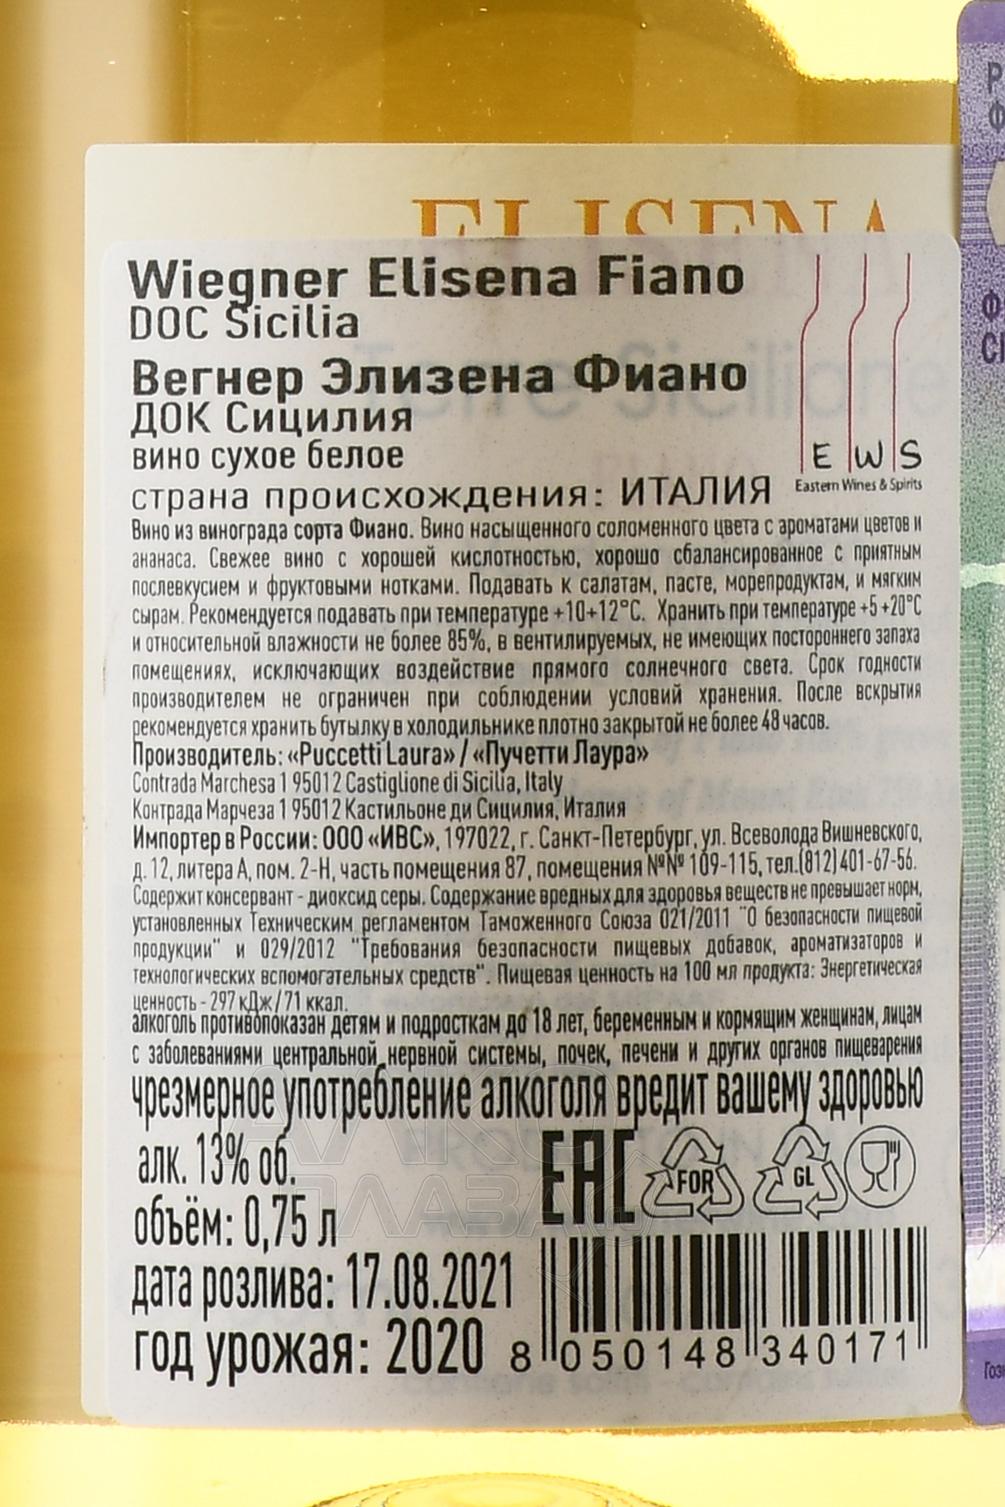 ELISENA
Wiegner Elisena Fiano
DOC Sicilia
Вегнер Элизена Фиано
ДОК Сицилия
вино сухое белое
страна происхождения: ИТАЛИЯ
E W S
Eastern Wines & Spirits
Вино из винограда сорта Фиано. Вино насыщенного соломенного цвета с ароматами цветов и
ананаса. Свежее вино с хорошей кислотностью, хорошо сбалансированное с приятным
послевкусием и фруктовыми нотками. Подавать к салатам, пасте, морепродуктам, и мягким
сырам. Рекомендуется подавать при температуре +10+12°С. Хранить при температуре +5 +20°С
и относительной влажности не более 85%, в вентилируемых, не имеющих постороннего запаха
помещениях, исключающих воздействие прямого солнечного света. Срок годности
производителем не ограничен при соблюдении условий хранения. После вскрытия
рекомендуется хранить бутылку в холодильнике плотно закрытой не более 48 часов.
Производитель: «Puccetti Laura» / «Пучетти Лаура»
Contrada Marchesa 1 95012 Castiglione di Sicilia, Italy
Контрада Марчеза 1 95012 Кастильоне ди Сицилия, Италия
Импортер в России: ООО «ИВС», 197022, г. Санкт-Петербург, ул. Всеволода Вишневского,
д. 12, литера А, пом. 2-Н, часть помещения 87, помещения №№ 109-115, тел.(812) 401-67-56.
Содержит консервант - диоксид серы. Содержание вредных для здоровья веществ не превышает норм,
установленных Техническим регламентом Таможенного Союза 021/2011 "О безопасности пищевой
продукции" и 029/2012 "Требования безопасности пищевых добавок, ароматизаторов и
технологических вспомогательных средств". Пищевая ценность на 100 мл продукта: Энергетическая
ценность - 297 кДж / 71 ккал.
алкоголь противопоказан детям и подросткам до 18 лет, беременным и кормящим женщинам, лицам
с заболеваниями центральной нервной системы, почек, печени и других органов пищеварения
чрезмерное употребление алкоголя вредит вашему здоровью
алк. 13% об.
EAC FOR GL
объём: 0,75 л
дата розлива: 17.08.2021
год урожая: 2020
8 050148 340171